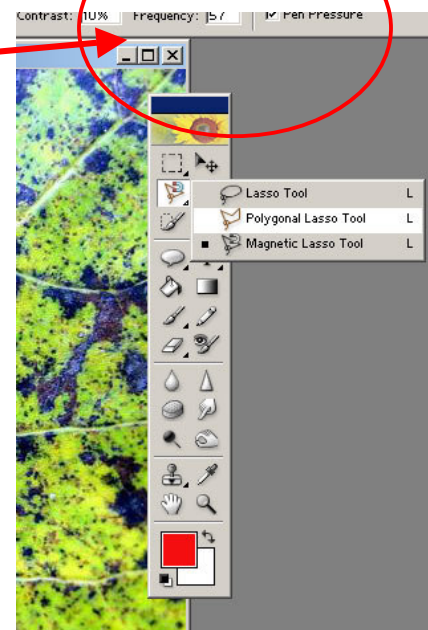 Contrast: 10% Frequency: 57 Pen Pressure
Lasso Tool L
Polygonal Lasso Tool L
Magnetic Lasso Tool L